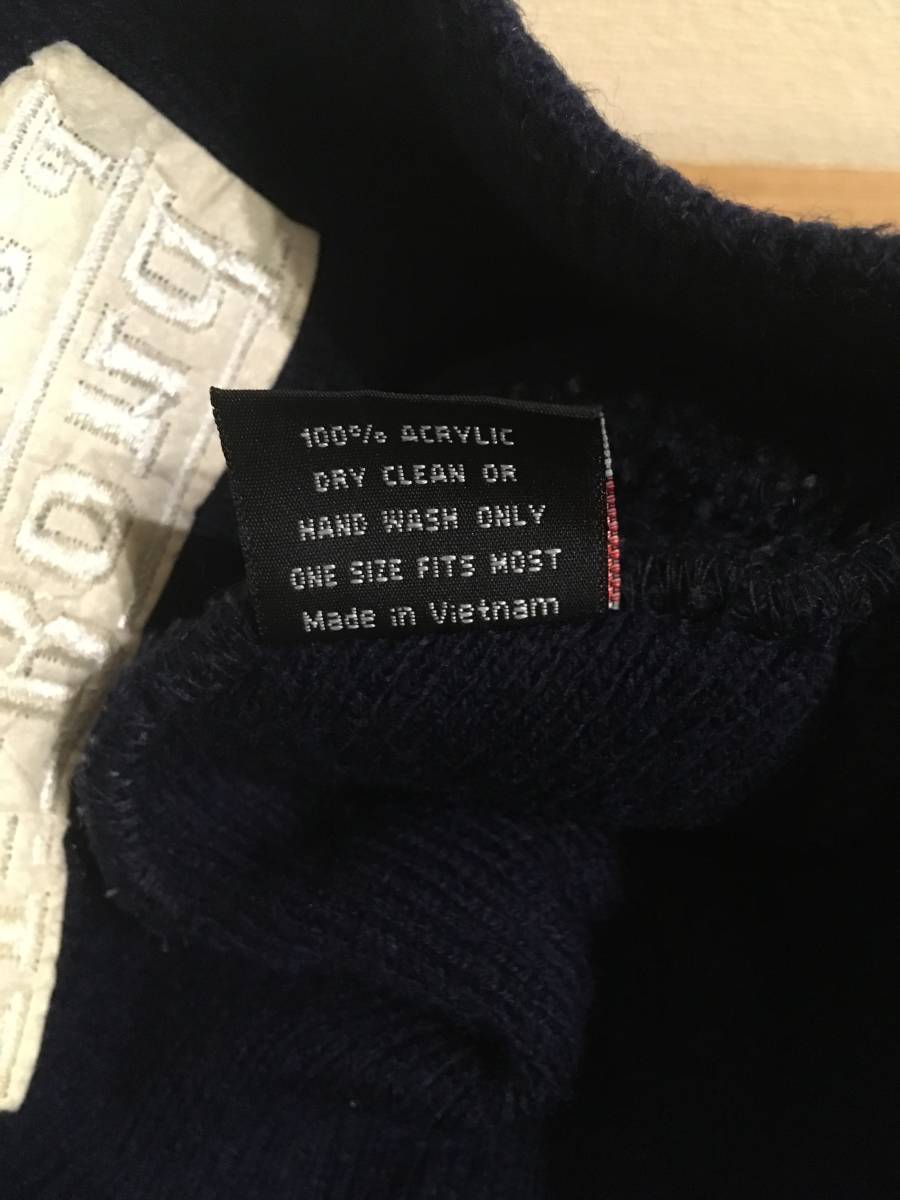 100% ACRYLIC
DRY CLEAN OR
HAND WASH ONLY
ONE SIZE FITS MOST
Made in Vietnam